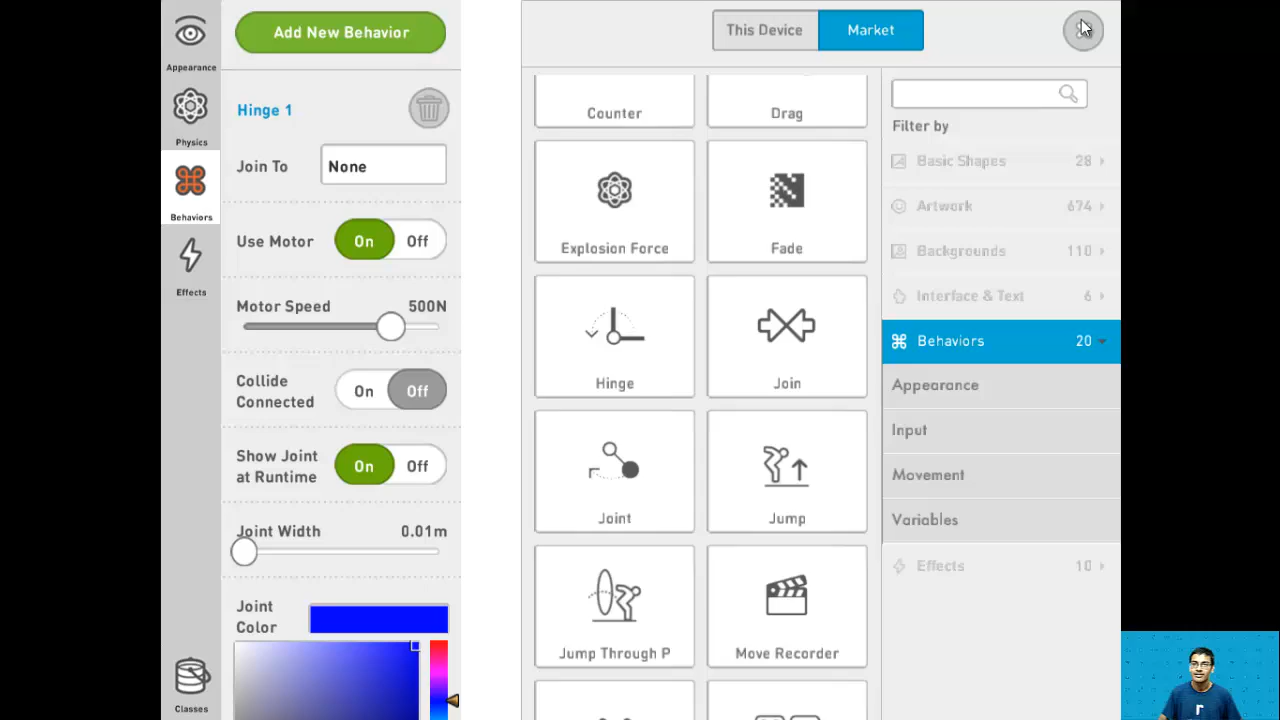 Appearance
Physics
Behaviors
Effects
Classes
Add New Behavior
Hinge 1
Join To
None
Use Motor
On
Off
Motor Speed
500N
Collide
Connected
On
Off
Show Joint
at Runtime
On
Off
Joint Width
0.01m
Joint
Color
This Device
Market
Counter
Drag
Explosion Force
Fade
Hinge
Join
Joint
Jump
Jump Through P
Move Recorder
Filter by
Basic Shapes 28
Artwork 674
Backgrounds 110
Interface & Text 6
Behaviors 20
Appearance
Input
Movement
Variables
Effects 10
r